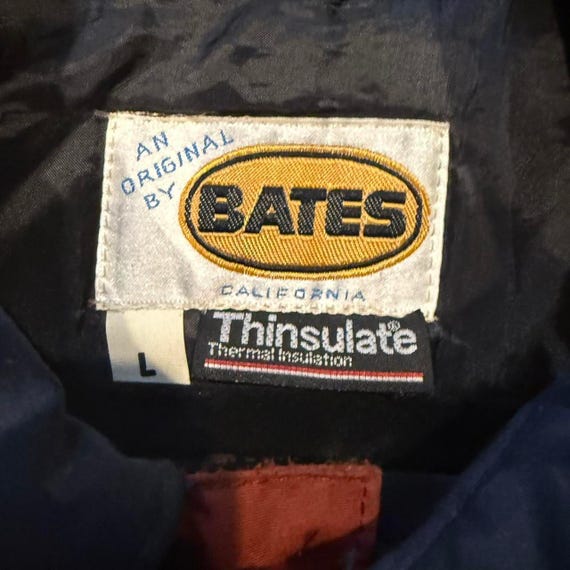 AN
ORIGINAL
BY
BATES
CALIFORNIA
L
Thinsulate®
Thermal Insulation